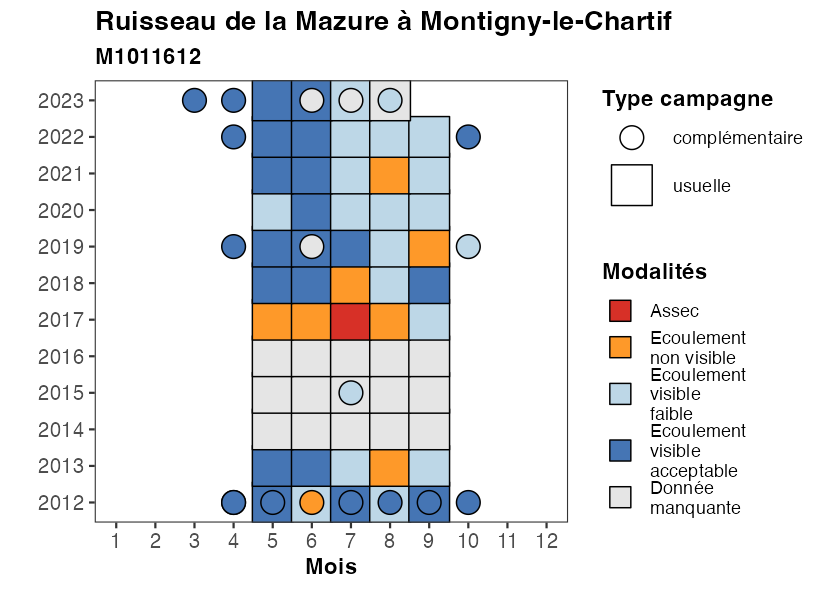 Ruisseau de la Mazure à Montigny-le-Chartif
M1011612
2023
2022
2021
2020
2019
2018
2017
2016
2015
2014
2013
2012
1 2 3 4 5 6 7 8 9 10 11 12
Mois
Type campagne
complémentaire
usuelle
Modalités
Assec
Ecoulement
non visible
Ecoulement
visible
faible
Ecoulement
visible
acceptable
Donnée
manquante